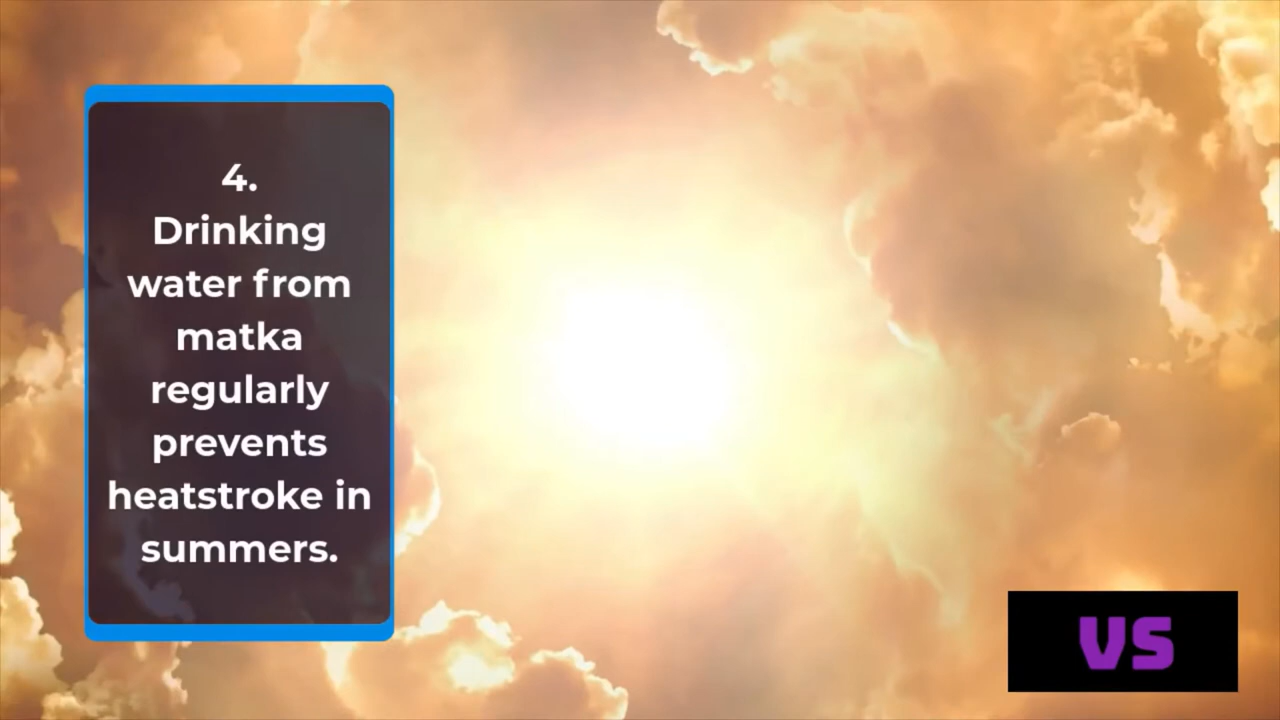 4.
Drinking
water from
matka
regularly
prevents
heatstroke in
summers.
VS